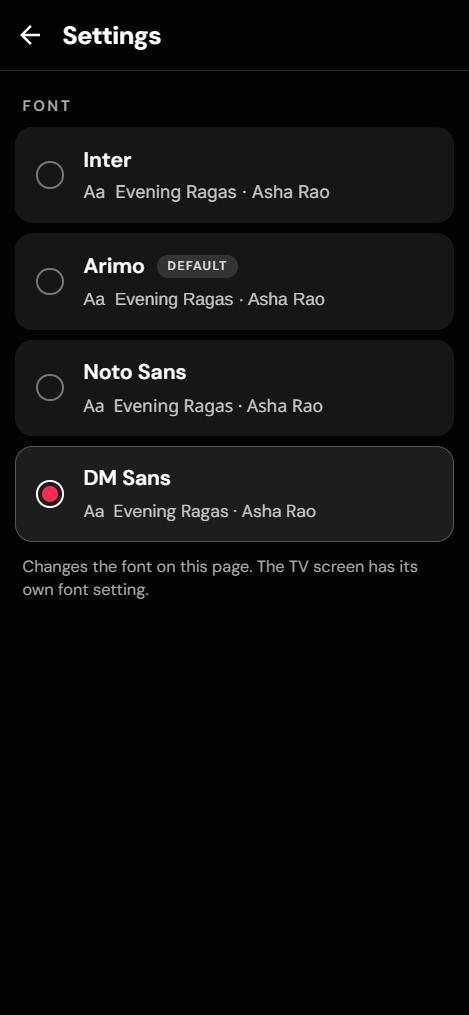 Settings
FONT
Inter
Aa Evening Ragas · Asha Rao
Arimo DEFAULT
Aa Evening Ragas · Asha Rao
Noto Sans
Aa Evening Ragas · Asha Rao
DM Sans
Aa Evening Ragas · Asha Rao
Changes the font on this page. The TV screen has its
own font setting.